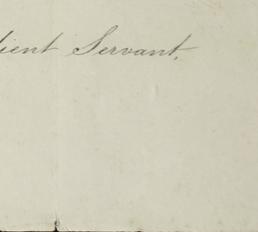 dient Servant,